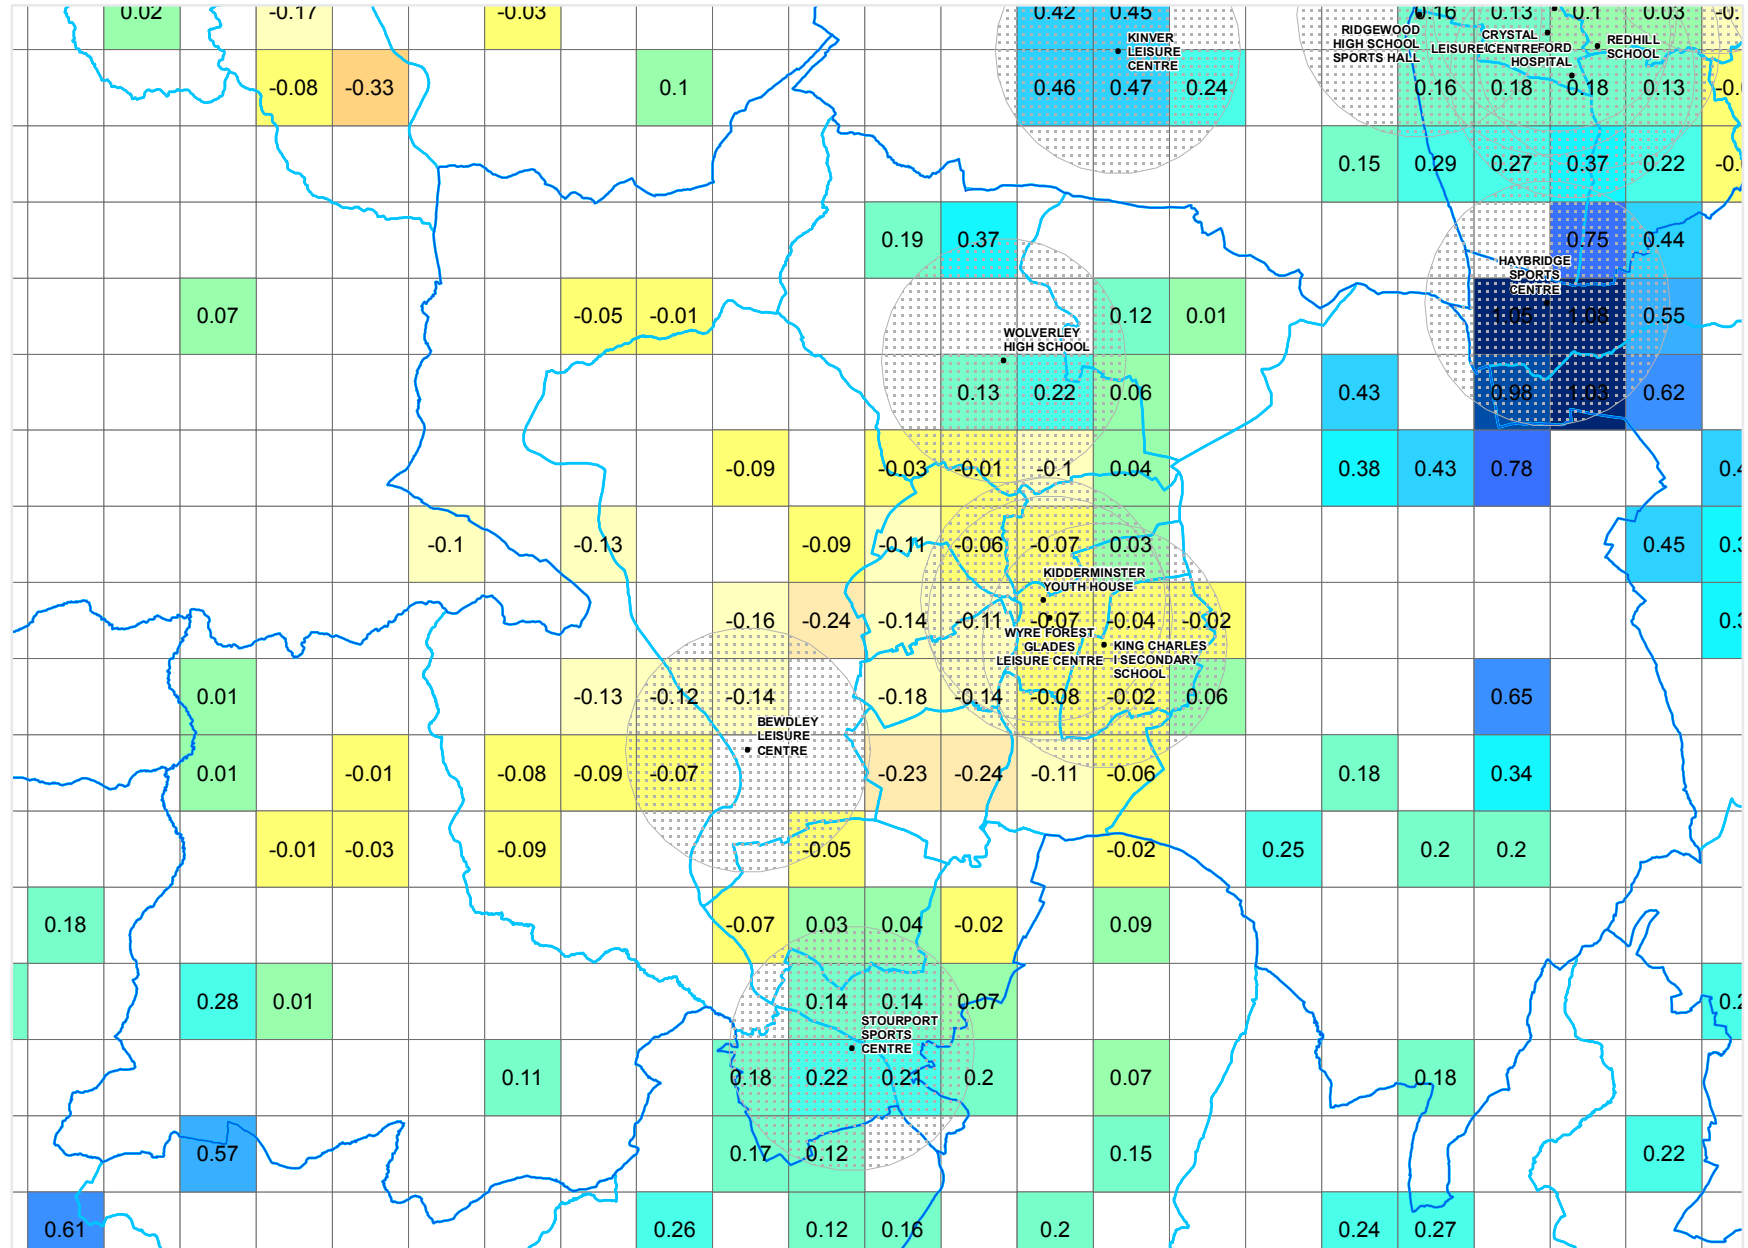 0.02 -0.17 -0.03 0.42 0.45 0.16 0.13 0.1 0.03
KINVER
LEISURE
CENTRE
RIDGEWOOD
HIGH SCHOOL
SPORTS HALL
CRYSTAL
LEISURE CENTRE
HOSPITAL
REDHILL
SCHOOL
-0.08 -0.33 0.1 0.46 0.47 0.24 0.16 0.18 0.18 0.13
0.15 0.29 0.27 0.37 0.22
0.19 0.37 0.75 0.44
HAYBRIDGE
SPORTS
CENTRE
0.07 -0.05 -0.01 0.12 0.01 1.05 1.08 0.55
WOLVERLEY
HIGH SCHOOL
0.13 0.22 0.06 0.43 0.98 1.03 0.62
-0.09 -0.03 -0.01 -0.1 0.04 0.38 0.43 0.78
-0.1 -0.13 -0.09 -0.11 -0.06 -0.07 0.03 0.45
KIDDERMINSTER
YOUTH HOUSE
-0.16 -0.24 -0.14 -0.11 -0.07 -0.04 -0.02
WYRE FOREST
GLADES
LEISURE CENTRE
KING CHARLES
I SECONDARY
SCHOOL
0.01 -0.13 -0.12 -0.14 -0.18 -0.14 -0.08 -0.02 0.06 0.65
BEWDLEY
LEISURE
CENTRE
0.01 -0.01 -0.08 -0.09 -0.07 -0.23 -0.24 -0.11 -0.06 0.18 0.34
-0.01 -0.03 -0.09 -0.05 -0.02 0.25 0.2 0.2
0.18 -0.07 0.03 0.04 -0.02 0.09
0.28 0.01 0.14 0.14 0.07
STOURPORT
SPORTS
CENTRE
0.11 0.18 0.22 0.21 0.2 0.07 0.18
0.57 0.17 0.12 0.15 0.22
0.61 0.26 0.12 0.16 0.2 0.24 0.27